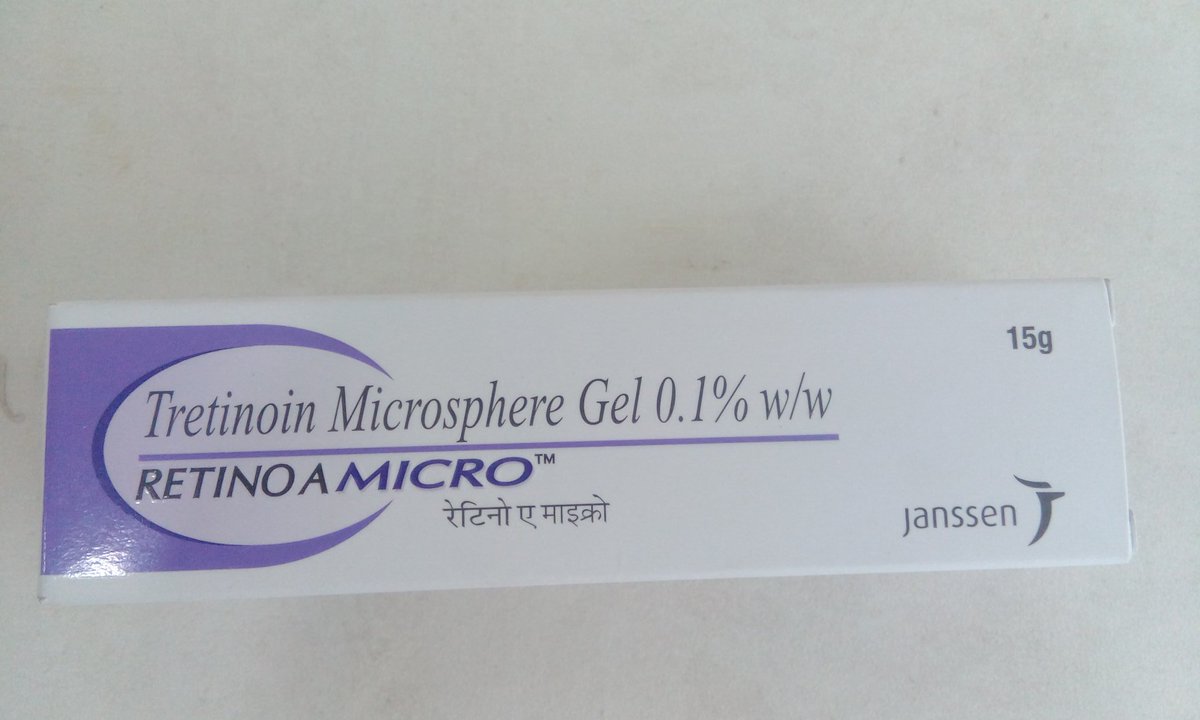 15g
Tretinoin Microsphere Gel 0.1% w/w
RETINO A MICRO™
रेटिनो ए माइक्रो
janssen